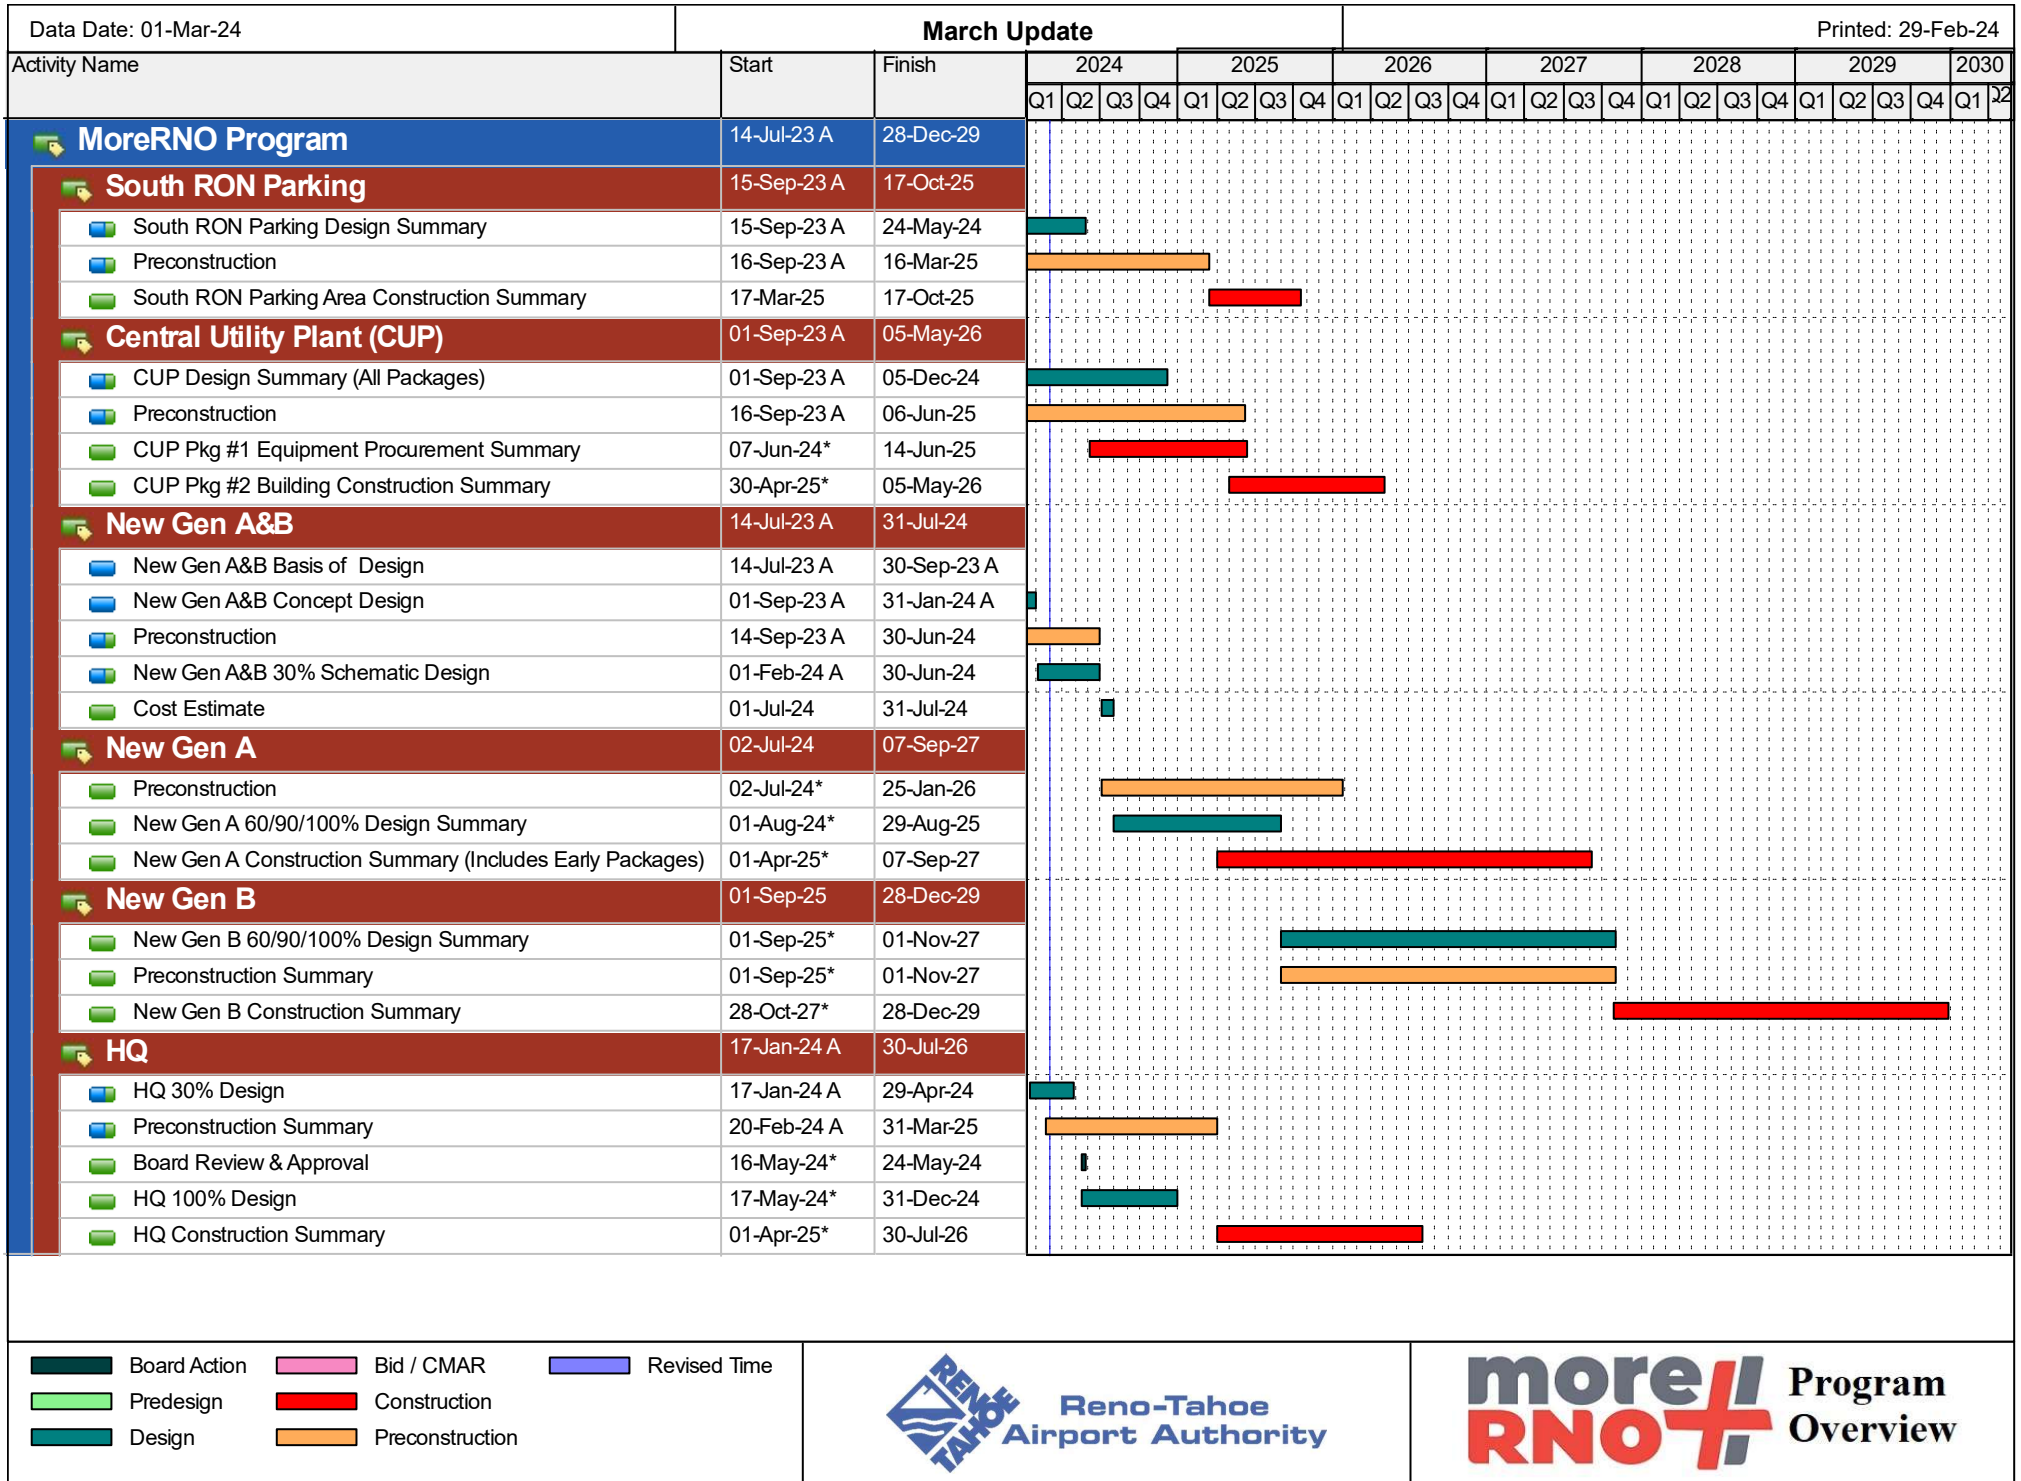 Data Date: 01-Mar-24 March Update Printed: 29-Feb-24
Activity Name Start Finish 2024 2025 2026 2027 2028 2029 2030
Q1 Q2 Q3 Q4 Q1 Q2 Q3 Q4 Q1 Q2 Q3 Q4 Q1 Q2 Q3 Q4 Q1 Q2 Q3 Q4 Q1 Q2 Q3 Q4 Q1 Q2
MoreRNO Program 14-Jul-23 A 28-Dec-29
South RON Parking 15-Sep-23 A 17-Oct-25
South RON Parking Design Summary 15-Sep-23 A 24-May-24
Preconstruction 16-Sep-23 A 16-Mar-25
South RON Parking Area Construction Summary 17-Mar-25 17-Oct-25
Central Utility Plant (CUP) 01-Sep-23 A 05-May-26
CUP Design Summary (All Packages) 01-Sep-23 A 05-Dec-24
Preconstruction 16-Sep-23 A 06-Jun-25
CUP Pkg #1 Equipment Procurement Summary 07-Jun-24* 14-Jun-25
CUP Pkg #2 Building Construction Summary 30-Apr-25* 05-May-26
New Gen A&B 14-Jul-23 A 31-Jul-24
New Gen A&B Basis of Design 14-Jul-23 A 30-Sep-23 A
New Gen A&B Concept Design 01-Sep-23 A 31-Jan-24 A
Preconstruction 14-Sep-23 A 30-Jun-24
New Gen A&B 30% Schematic Design 01-Feb-24 A 30-Jun-24
Cost Estimate 01-Jul-24 31-Jul-24
New Gen A 02-Jul-24 07-Sep-27
Preconstruction 02-Jul-24* 25-Jan-26
New Gen A 60/90/100% Design Summary 01-Aug-24* 29-Aug-25
New Gen A Construction Summary (Includes Early Packages) 01-Apr-25* 07-Sep-27
New Gen B 01-Sep-25 28-Dec-29
New Gen B 60/90/100% Design Summary 01-Sep-25* 01-Nov-27
Preconstruction Summary 01-Sep-25* 01-Nov-27
New Gen B Construction Summary 28-Oct-27* 28-Dec-29
HQ 17-Jan-24 A 30-Jul-26
HQ 30% Design 17-Jan-24 A 29-Apr-24
Preconstruction Summary 20-Feb-24 A 31-Mar-25
Board Review & Approval 16-May-24* 24-May-24
HQ 100% Design 17-May-24* 31-Dec-24
HQ Construction Summary 01-Apr-25* 30-Jul-26
Board Action Bid / CMAR Revised Time
Predesign Construction
Design Preconstruction
RENO
TAHOE
Reno-Tahoe
Airport Authority
more
RNO
Program
Overview